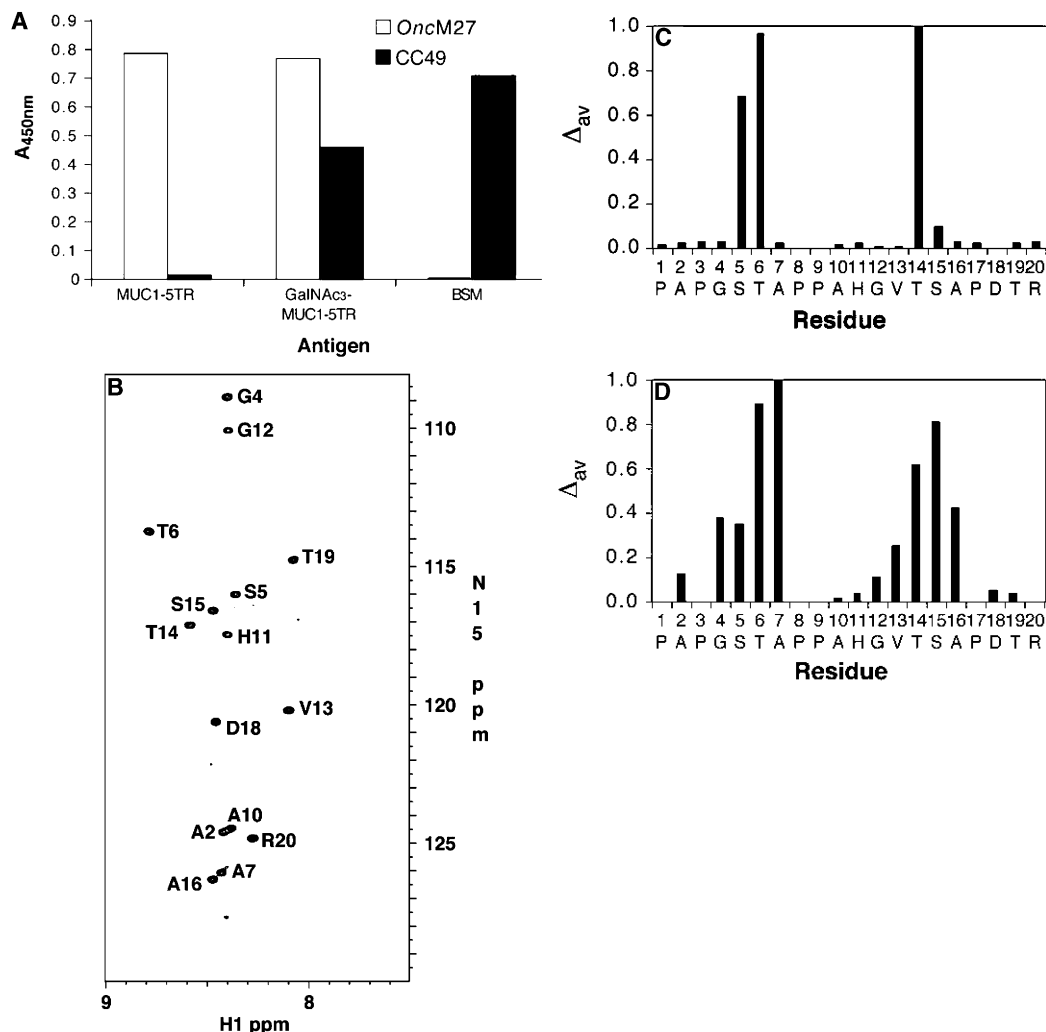 A
0.9
0.8
0.7
0.6
0.5
0.4
0.3
0.2
0.1
0
A450nm
OncM27
CC49
MUC1-5TR
GalNAc3-
MUC1-5TR
BSM
Antigen
B
G4
G12
T6
T19
S5
S15
T14
H11
V13
D18
A10
A2
R20
A7
A16
110
115
120
125
N15 ppm
9
8
H1 ppm
C
1.0
0.8
0.6
0.4
0.2
0.0
Δav
1 2 3 4 5 6 7 8 9 10 11 12 13 14 15 16 17 18 19 20
P A P G S T A P P A H G V T S A P D T R
Residue
D
1.0
0.8
0.6
0.4
0.2
0.0
Δav
1 2 3 4 5 6 7 8 9 10 11 12 13 14 15 16 17 18 19 20
P A P G S T A P P A H G V T S A P D T R
Residue